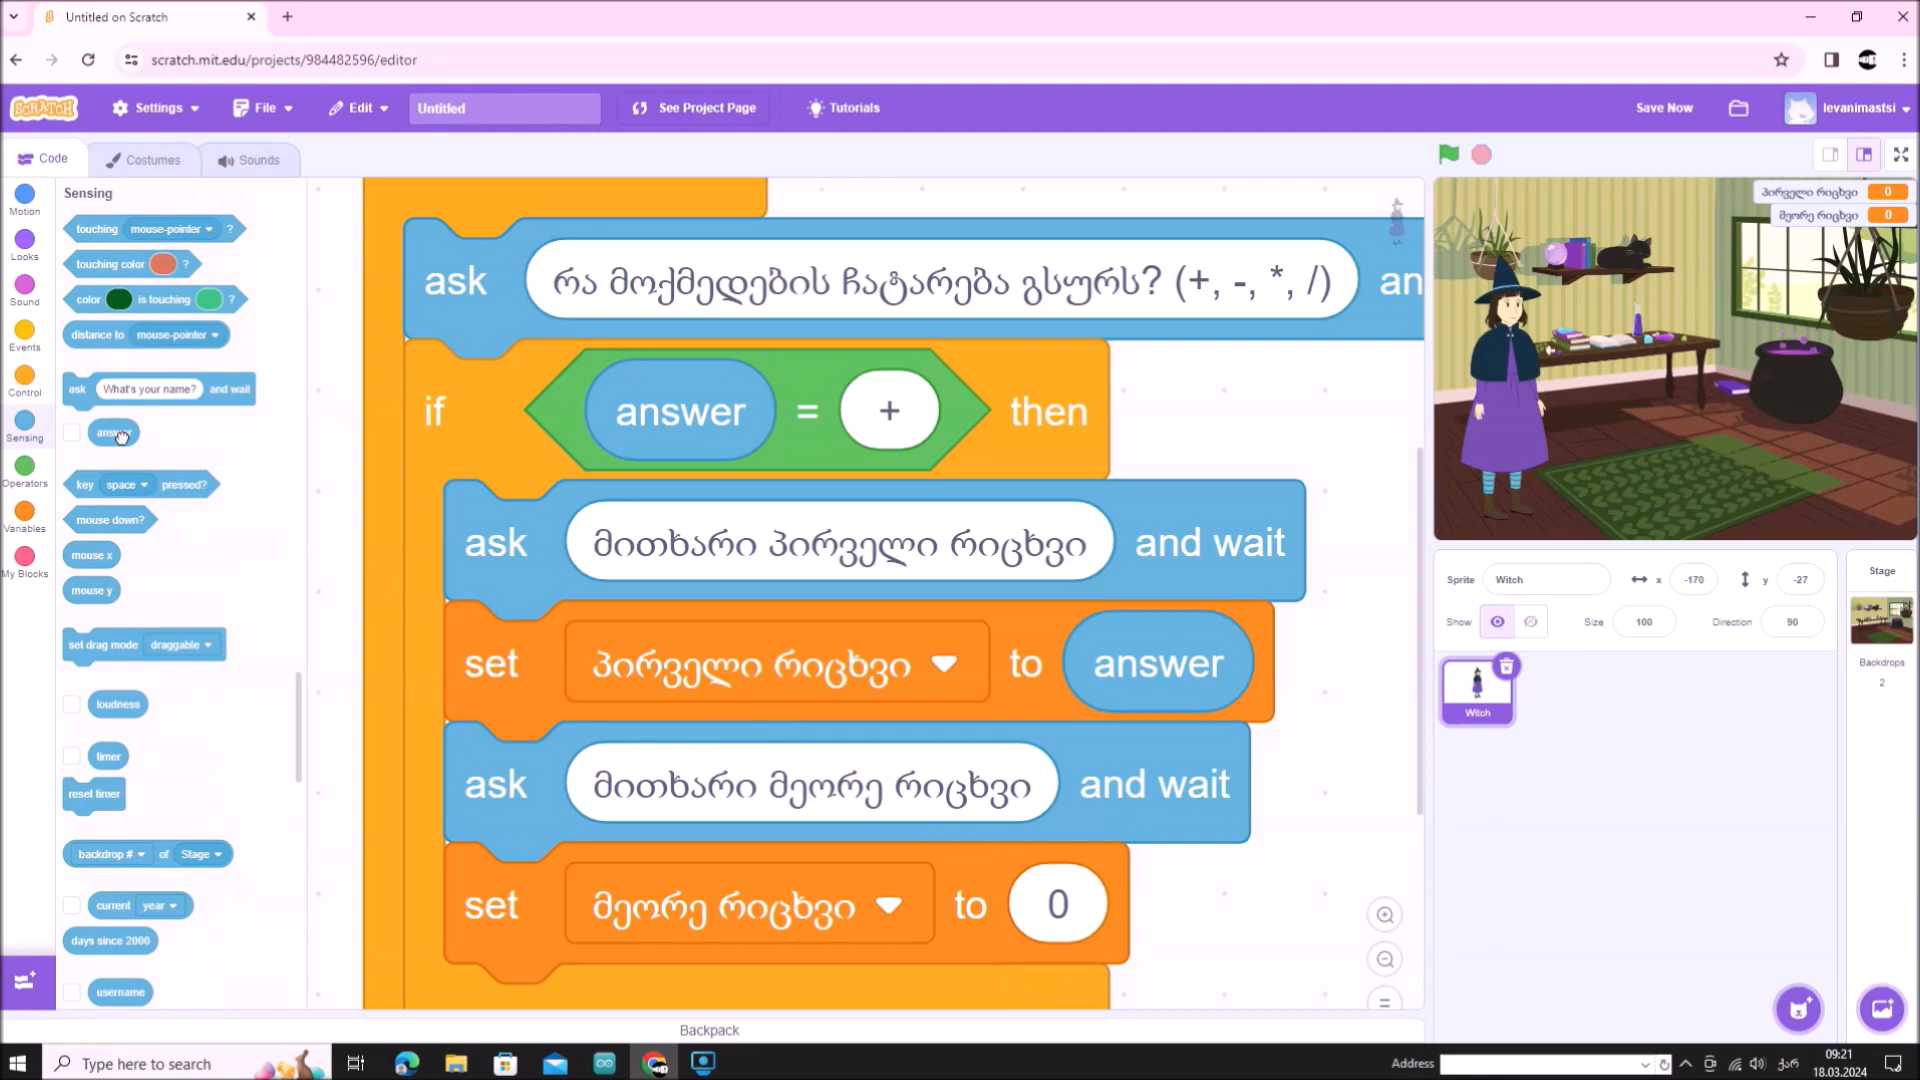 Untitled on Scratch
scratch.mit.edu/projects/984482596/editor
SCRATCH
Settings
File
Edit
Untitled
See Project Page
Tutorials
Save Now
levanimastsi
Code
Costumes
Sounds
Motion
Looks
Sound
Events
Control
Sensing
Operators
Variables
My Blocks
Sensing
touching mouse-pointer ?
touching color ?
color is touching ?
distance to mouse-pointer
ask What's your name? and wait
key space pressed?
mouse down?
mouse x
mouse y
set drag mode draggable
loudness
timer
reset timer
backdrop # of Stage
current year
days since 2000
username
ask რა მოქმედების ჩატარება გსურს? (+, -, *, /) an
if answer = + then
ask მითხარი პირველი რიცხვი and wait
set პირველი რიცხვი to answer
ask მითხარი მეორე რიცხვი and wait
set მეორე რიცხვი to 0
Backpack
პირველი რიცხვი 0
მეორე რიცხვი 0
Sprite Witch x -170 y -27
Show Size 100 Direction 90
Witch
Stage
Backdrops
2
Type here to search
Address
ქარ
09:21
18.03.2024